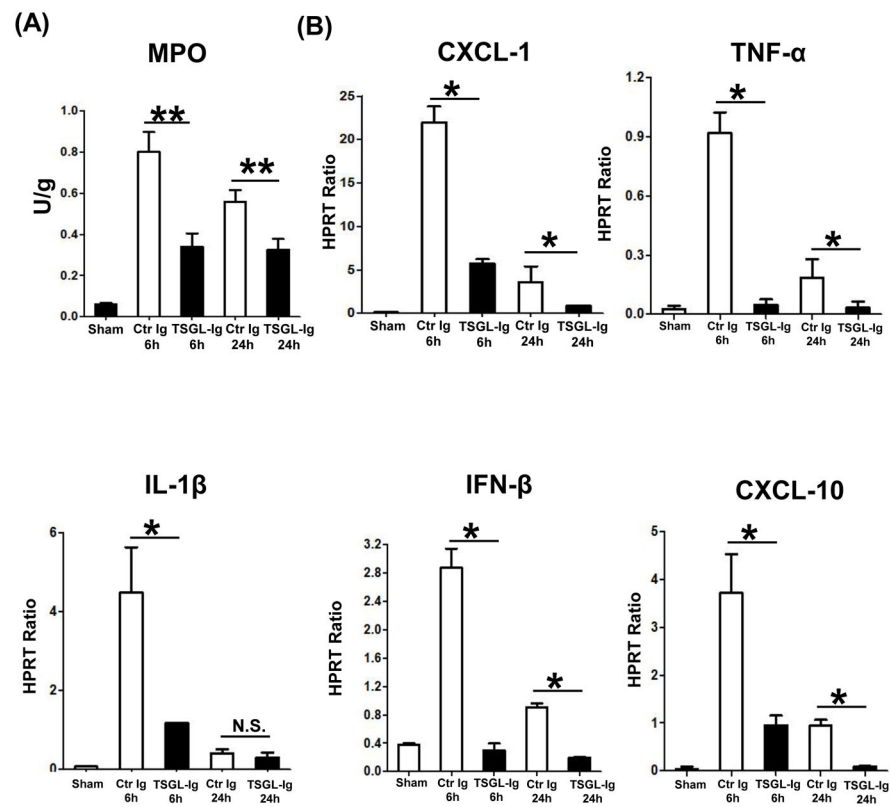 (A)
MPO
U/g
1.0
0.8
0.6
0.4
0.2
0.0
**
**
Sham Ctr Ig TSGL-Ig Ctr Ig TSGL-Ig
6h 6h 24h 24h
(B)
CXCL-1
HPRT Ratio
25
20
15
10
5
0
*
*
Sham Ctr Ig TSGL-Ig Ctr Ig TSGL-Ig
6h 6h 24h 24h
TNF-α
HPRT Ratio
1.2
0.9
0.6
0.3
0.0
*
*
Sham Ctr Ig TSGL-Ig Ctr Ig TSGL-Ig
6h 6h 24h 24h
IL-1β
HPRT Ratio
6
4
2
0
*
N.S.
Sham Ctr Ig TSGL-Ig Ctr Ig TSGL-Ig
6h 6h 24h 24h
IFN-β
HPRT Ratio
3.2
2.8
2.4
2.0
1.6
1.2
0.8
0.4
0.0
*
*
Sham Ctr Ig TSGL-Ig Ctr Ig TSGL-Ig
6h 6h 24h 24h
CXCL-10
HPRT Ratio
5
4
3
2
1
0
*
*
Sham Ctr Ig TSGL-Ig Ctr Ig TSGL-Ig
6h 6h 24h 24h